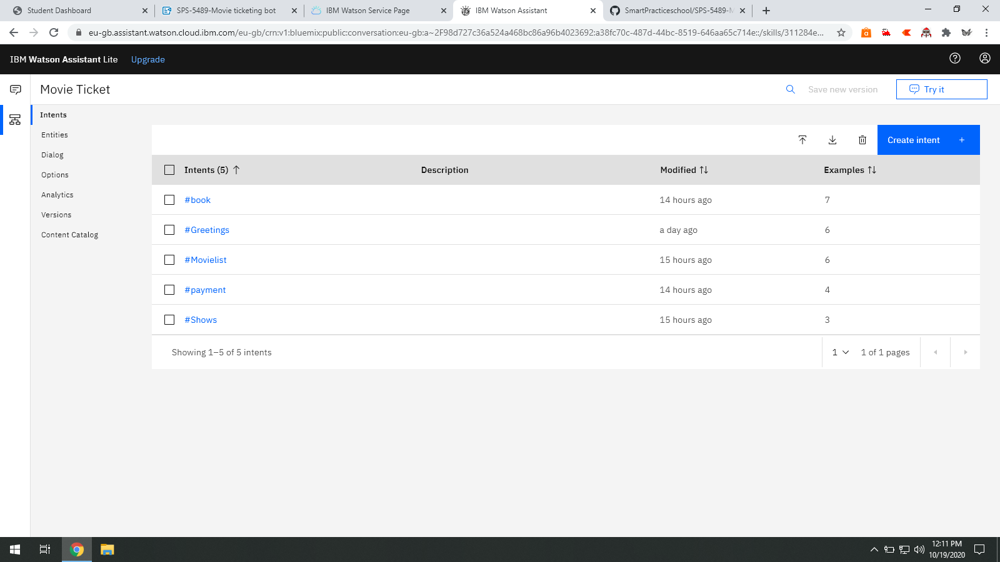 Student Dashboard
SPS-5489-Movie ticketing bot
IBM Watson Service Page
IBM Watson Assistant
SmartPracticeschool/SPS-5489-M
eu-gb.assistant.watson.cloud.ibm.com/eu-gb/crn:v1:bluemix:public:conversation:eu-gb:a~2F98d727c36a524a468bc86a96b4023692:a38fc70c-487d-44bc-8519-646aa65c714e::/skills/311284e...
IBM Watson Assistant Lite Upgrade
Movie Ticket
Save new version
Try it
Intents
Entities
Dialog
Options
Analytics
Versions
Content Catalog
Create intent +
Intents (5) Description Modified Examples
#book 14 hours ago 7
#Greetings a day ago 6
#Movielist 15 hours ago 6
#payment 14 hours ago 4
#Shows 15 hours ago 3
Showing 1–5 of 5 intents
1
1 of 1 pages
12:11 PM
10/19/2020